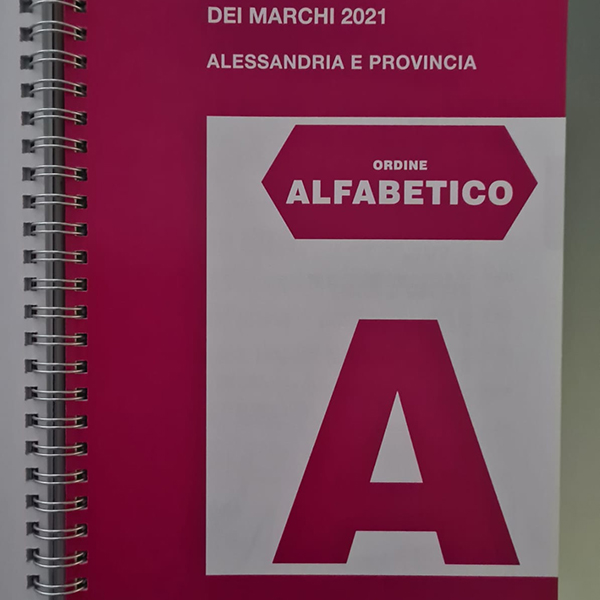 DEI MARCHI 2021
ALESSANDRIA E PROVINCIA
ORDINE
ALFABETICO
A